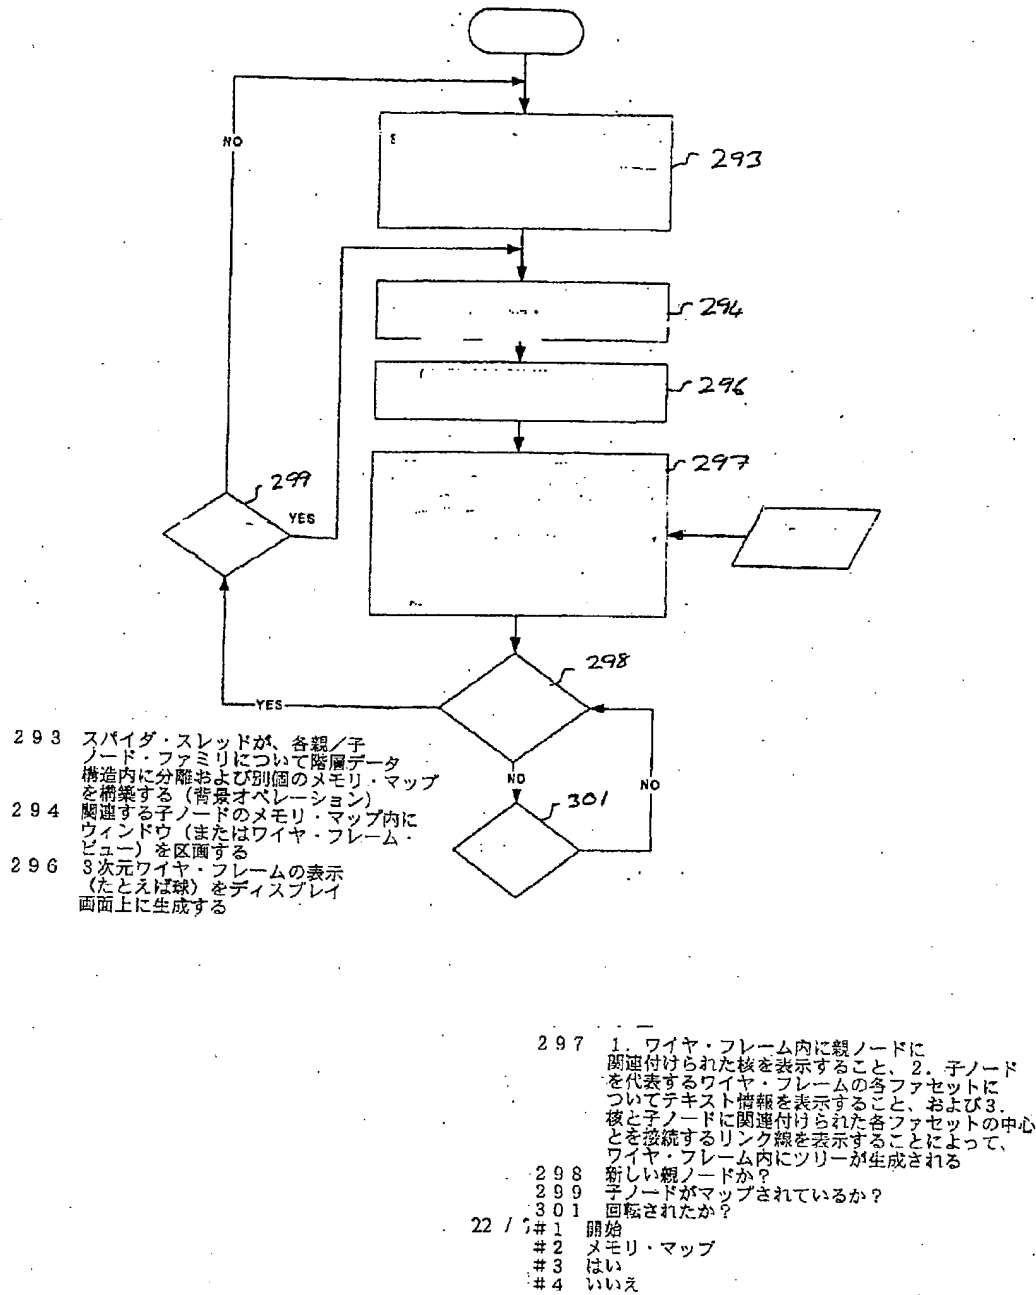 NO
293
294
296
297
299
YES
298
YES
NO
NO
301
293 スパイダ・スレッドが、各親／子
ノード・ファミリについて階層データ
構造内に分離および別個のメモリ・マップ
を構築する（背景オペレーション）
294 関連する子ノードのメモリ・マップ内に
ウィンドウ（またはワイヤ・フレーム・
ビュー）を区画する
296 3次元ワイヤ・フレームの表示
（たとえば球）をディスプレイ
画面上に生成する
297 1．ワイヤ・フレーム内に親ノードに
関連付けられた核を表示すること、2．子ノード
を代表するワイヤ・フレームの各ファセットに
ついてテキスト情報を表示すること、および3．
核と子ノードに関連付けられた各ファセットの中心
とを接続するリンク線を表示することによって、
ワイヤ・フレーム内にツリーが生成される
298 新しい親ノードか？
299 子ノードがマップされているか？
301 回転されたか？
22 /
#1 開始
#2 メモリ・マップ
#3 はい
#4 いいえ